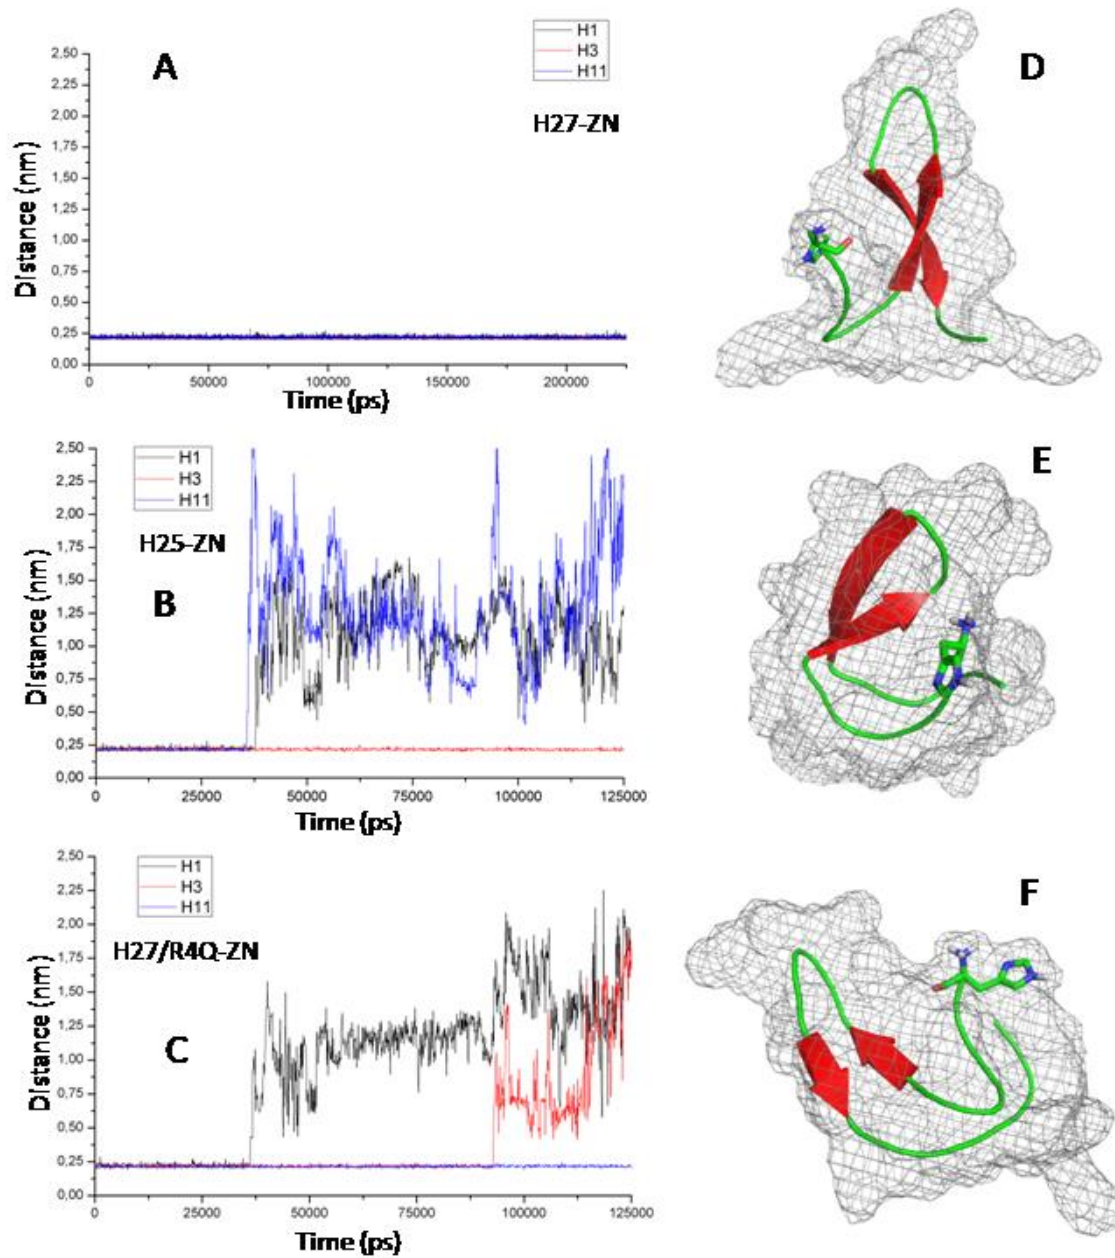 H1
H3
H11
A
H27-ZN
D
Distance (nm)
2,50
2,25
2,00
1,75
1,50
1,25
1,00
0,75
0,50
0,25
0,00
0 50000 100000 150000 200000
Time (ps)
H1
H3
H11
H25-ZN
B
E
Distance (nm)
2,50
2,25
2,00
1,75
1,50
1,25
1,00
0,75
0,50
0,25
0,00
0 25000 50000 75000 100000 125000
Time (ps)
H1
H3
H11
H27/R4Q-ZN
C
F
Distance (nm)
2,50
2,25
2,00
1,75
1,50
1,25
1,00
0,75
0,50
0,25
0,00
0 25000 50000 75000 100000 125000
Time (ps)